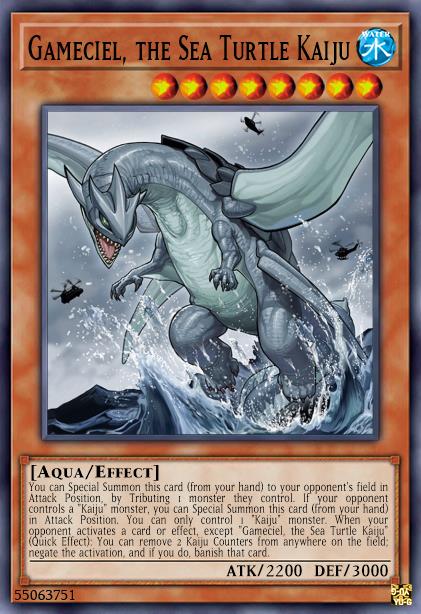 Gameciel, the Sea Turtle Kaiju
WATER
水
[Aqua/Effect]
You can Special Summon this card (from your hand) to your opponent's field in
Attack Position, by Tributing 1 monster they control. If your opponent
controls a "Kaiju" monster, you can Special Summon this card (from your hand)
in Attack Position. You can only control 1 "Kaiju" monster. When your
opponent activates a card or effect, except "Gameciel, the Sea Turtle Kaiju"
(Quick Effect): You can remove 2 Kaiju Counters from anywhere on the field;
negate the activation, and if you do, banish that card.
ATK/2200 DEF/3000
55063751